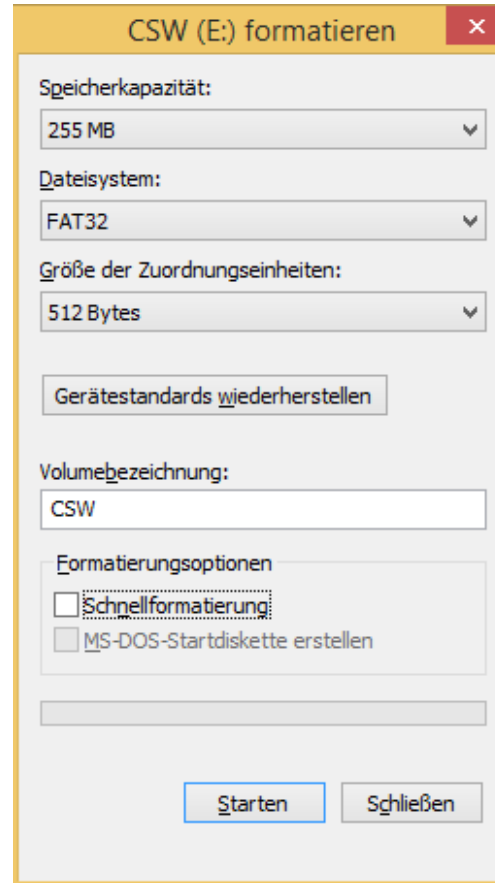 CSW (E:) formatieren
Speicherkapazität:
255 MB
Dateisystem:
FAT32
Größe der Zuordnungseinheiten:
512 Bytes
Gerätestandards wiederherstellen
Volumebezeichnung:
CSW
Formatierungsoptionen
Schnellformatierung
MS-DOS-Startdiskette erstellen
Starten
Schließen